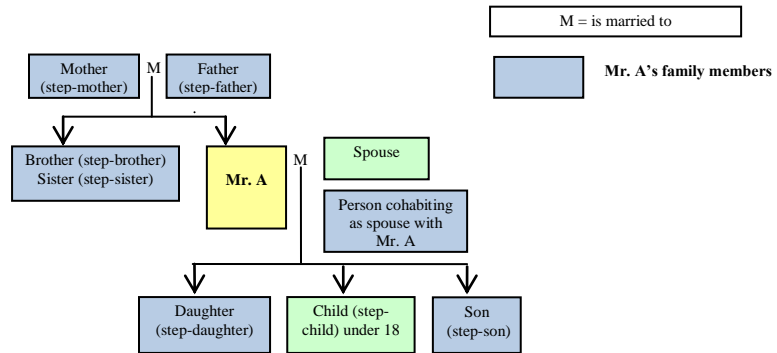 M = is married to
Mother
(step-mother)
M
Father
(step-father)
Mr. A's family members
Brother (step-brother)
Sister (step-sister)
Mr. A
M
Spouse
Person cohabiting
as spouse with
Mr. A
Daughter
(step-daughter)
Child (step-
child) under 18
Son
(step-son)